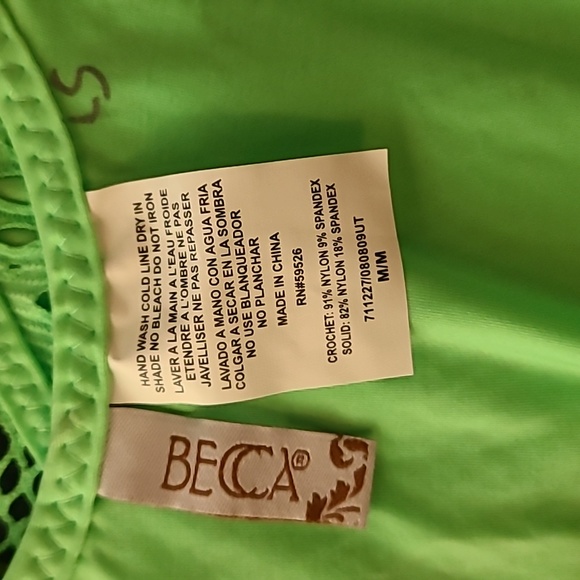 HAND WASH COLD LINE DRY IN
SHADE NO BLEACH DO NOT IRON
LAVER A LA MAIN A L'EAU FROIDE
ETENDRE A L'OMBRE NE PAS
JAVELLISER NE PAS REPASSER
LAVADO A MANO CON AGUA FRIA
COLGAR A SECAR EN LA SOMBRA
NO USE BLANQUEADOR
NO PLANCHAR
MADE IN CHINA
RN#59526
CROCHET: 91% NYLON 9% SPANDEX
SOLID: 82% NYLON 18% SPANDEX
711227/080809UT
M/M
BECCA®